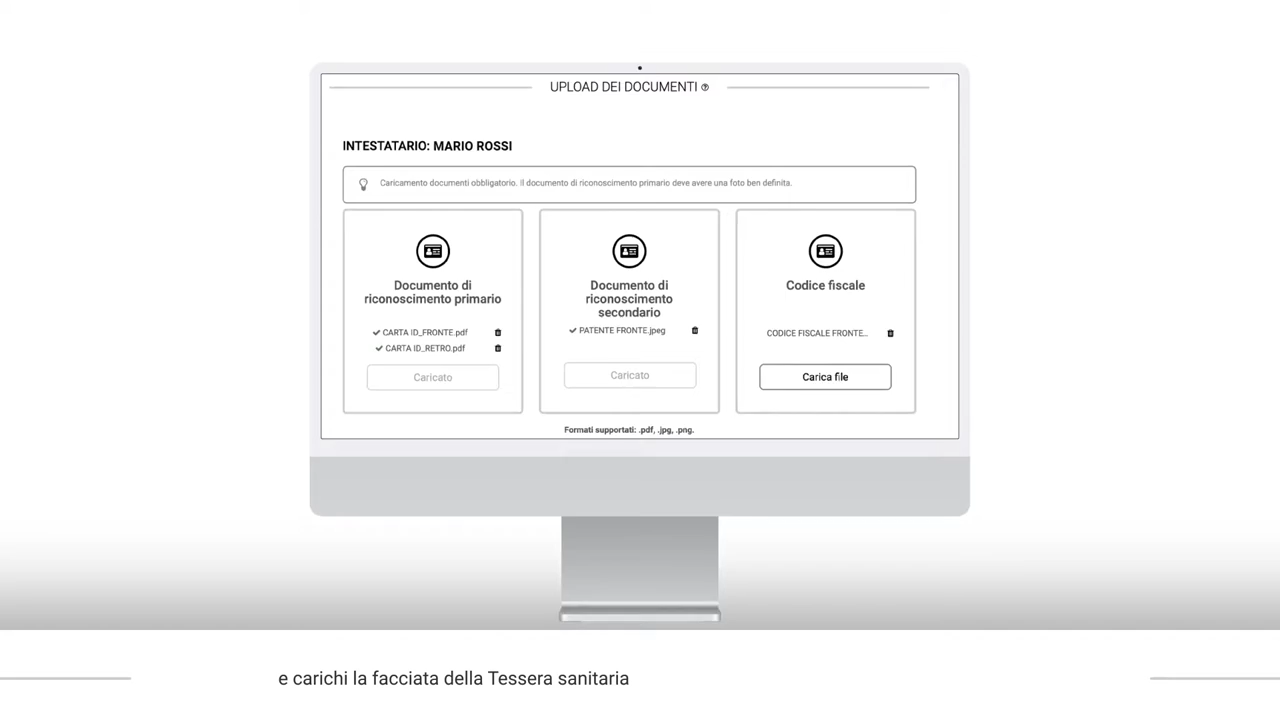 UPLOAD DEI DOCUMENTI
INTESTATARIO: MARIO ROSSI
Caricamento documenti obbligatorio. Il documento di riconoscimento primario deve avere una foto ben definita.
Documento di
riconoscimento primario
CARTA ID_FRONTE.pdf
CARTA ID_RETRO.pdf
Caricato
Documento di
riconoscimento
secondario
PATENTE FRONTE.jpeg
Caricato
Codice fiscale
CODICE FISCALE FRONTE...
Carica file
Formati supportati: .pdf, .jpg, .png.
e carichi la facciata della Tessera sanitaria